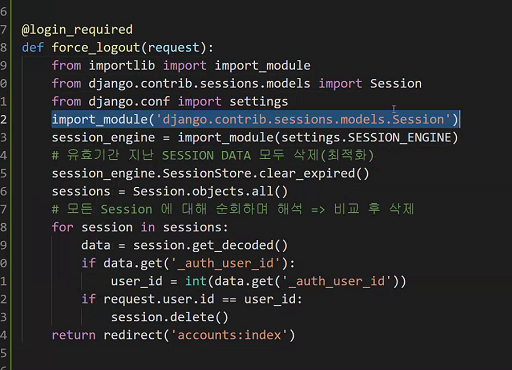 6
7 @login_required
8 def force_logout(request):
9     from importlib import import_module
0     from django.contrib.sessions.models import Session
1     from django.conf import settings
2     import_module('django.contrib.sessions.models.Session')
3     session_engine = import_module(settings.SESSION_ENGINE)
4     # 유효기간 지난 SESSION DATA 모두 삭제(최적화)
5     session_engine.SessionStore.clear_expired()
6     sessions = Session.objects.all()
7     # 모든 Session 에 대해 순회하며 해석 => 비교 후 삭제
8     for session in sessions:
9         data = session.get_decoded()
0         if data.get('_auth_user_id'):
1             user_id = int(data.get('_auth_user_id'))
2         if request.user.id == user_id:
3             session.delete()
4     return redirect('accounts:index')
5
6